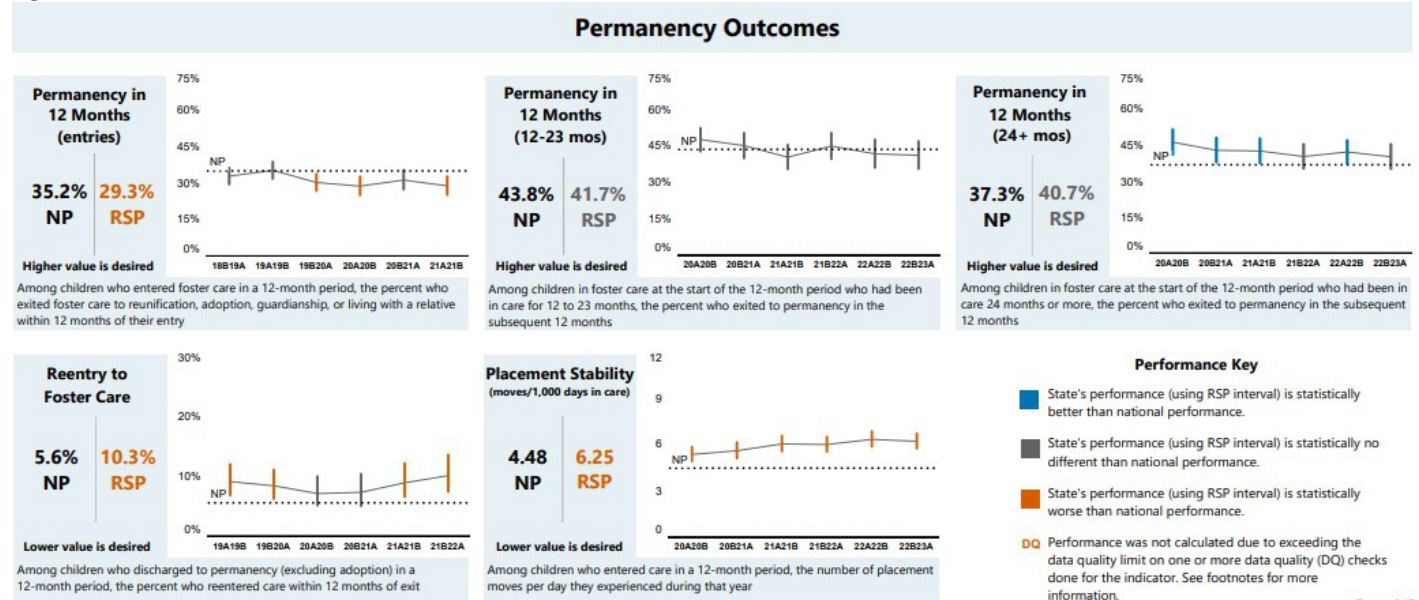 Permanency Outcomes
Permanency in
12 Months
(entries)
35.2%
NP
29.3%
RSP
Higher value is desired
75%
60%
45%
30%
15%
0%
NP
18B19A 19A19B 19B20A 20A20B 20B21A 21A21B
Among children who entered foster care in a 12-month period, the percent who
exited foster care to reunification, adoption, guardianship, or living with a relative
within 12 months of their entry
Permanency in
12 Months
(12-23 mos)
43.8%
NP
41.7%
RSP
Higher value is desired
75%
60%
45%
30%
15%
0%
NP
20A20B 20B21A 21A21B 21B22A 22A22B 22B23A
Among children in foster care at the start of the 12-month period who had been
in care for 12 to 23 months, the percent who exited to permanency in the
subsequent 12 months
Permanency in
12 Months
(24+ mos)
37.3%
NP
40.7%
RSP
Higher value is desired
75%
60%
45%
30%
15%
0%
NP
20A20B 20B21A 21A21B 21B22A 22A22B 22B23A
Among children in foster care at the start of the 12-month period who had been in
care 24 months or more, the percent who exited to permanency in the subsequent
12 months
Reentry to
Foster Care
5.6%
NP
10.3%
RSP
Lower value is desired
30%
20%
10%
0%
NP
19A19B 19B20A 20A20B 20B21A 21A21B 21B22A
Among children who discharged to permanency (excluding adoption) in a
12-month period, the percent who reentered care within 12 months of exit
Placement Stability
(moves/1,000 days in care)
4.48
NP
6.25
RSP
Lower value is desired
12
9
6
3
0
NP
20A20B 20B21A 21A21B 21B22A 22A22B 22B23A
Among children who entered care in a 12-month period, the number of placement
moves per day they experienced during that year
Performance Key
State's performance (using RSP interval) is statistically
better than national performance.
State's performance (using RSP interval) is statistically no
different than national performance.
State's performance (using RSP interval) is statistically
worse than national performance.
DQ Performance was not calculated due to exceeding the
data quality limit on one or more data quality (DQ) checks
done for the indicator. See footnotes for more
information.